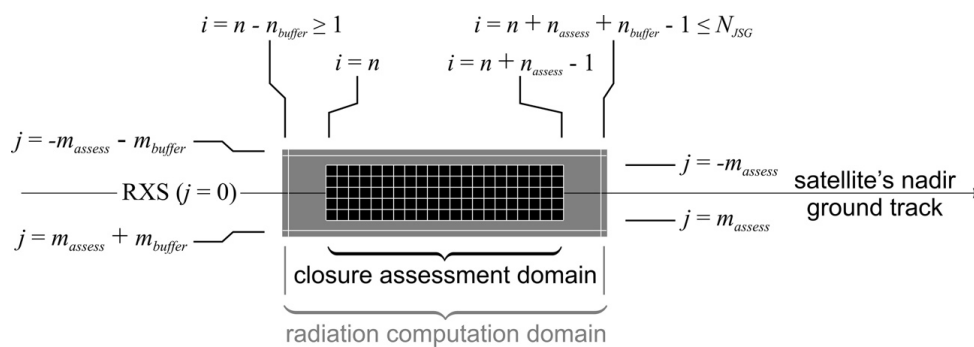 i = n - n_buffer ≥ 1
i = n + n_assess + n_buffer - 1 ≤ N_JSG
i = n
i = n + n_assess - 1
j = -m_assess - m_buffer
j = -m_assess
RXS (j = 0)
satellite's nadir
ground track
j = m_assess + m_buffer
j = m_assess
closure assessment domain
radiation computation domain